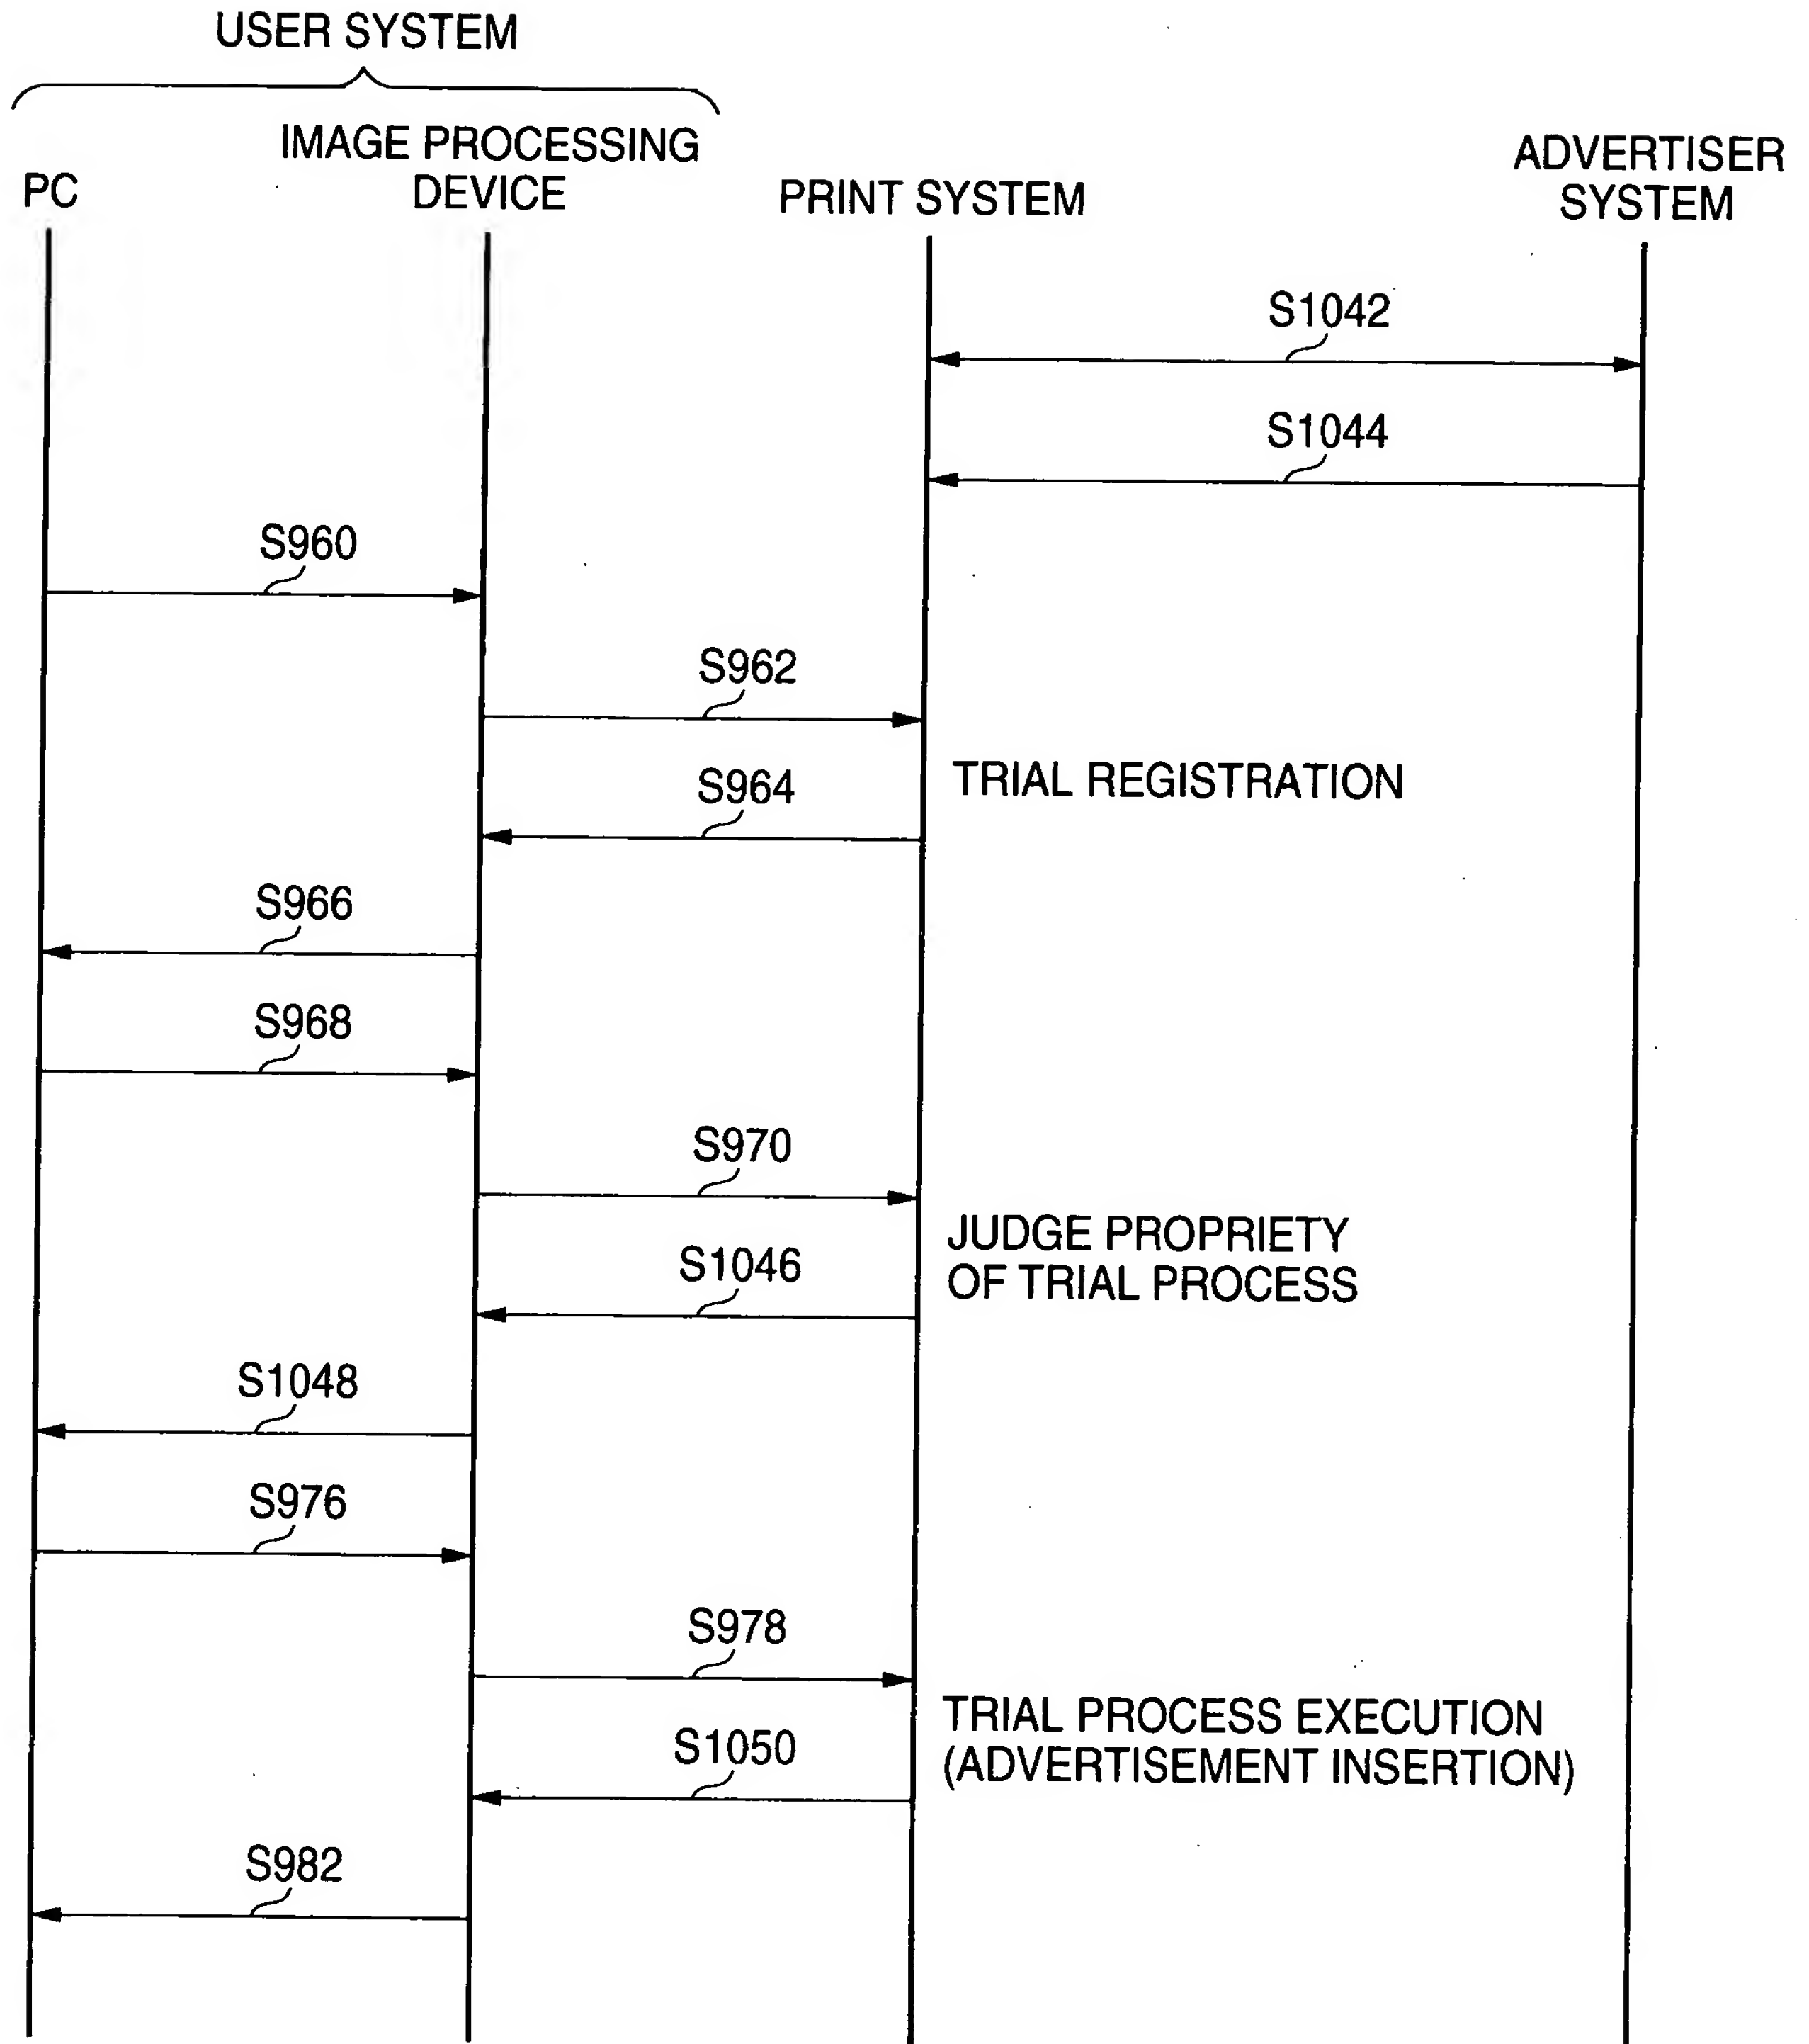 USER SYSTEM
PC
IMAGE PROCESSING
DEVICE
PRINT SYSTEM
ADVERTISER
SYSTEM
S1042
S1044
S960
S962
TRIAL REGISTRATION
S964
S966
S968
S970
JUDGE PROPRIETY
OF TRIAL PROCESS
S1046
S1048
S976
S978
TRIAL PROCESS EXECUTION
(ADVERTISEMENT INSERTION)
S1050
S982